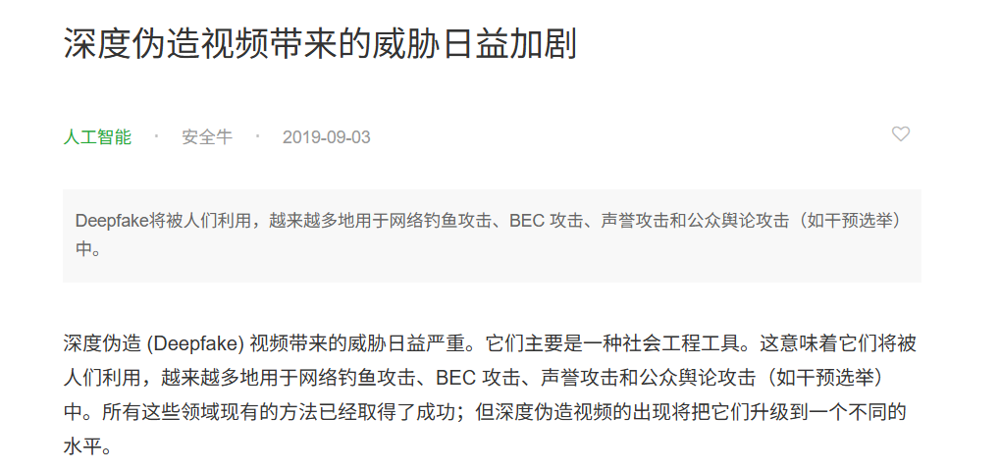 深度伪造视频带来的威胁日益加剧
人工智能 · 安全牛 · 2019-09-03
Deepfake将被人们利用，越来越多地用于网络钓鱼攻击、BEC 攻击、声誉攻击和公众舆论攻击（如干预选举）
中。
深度伪造 (Deepfake) 视频带来的威胁日益严重。它们主要是一种社会工程工具。这意味着它们将被
人们利用，越来越多地用于网络钓鱼攻击、BEC 攻击、声誉攻击和公众舆论攻击（如干预选举）
中。所有这些领域现有的方法已经取得了成功；但深度伪造视频的出现将把它们升级到一个不同的
水平。